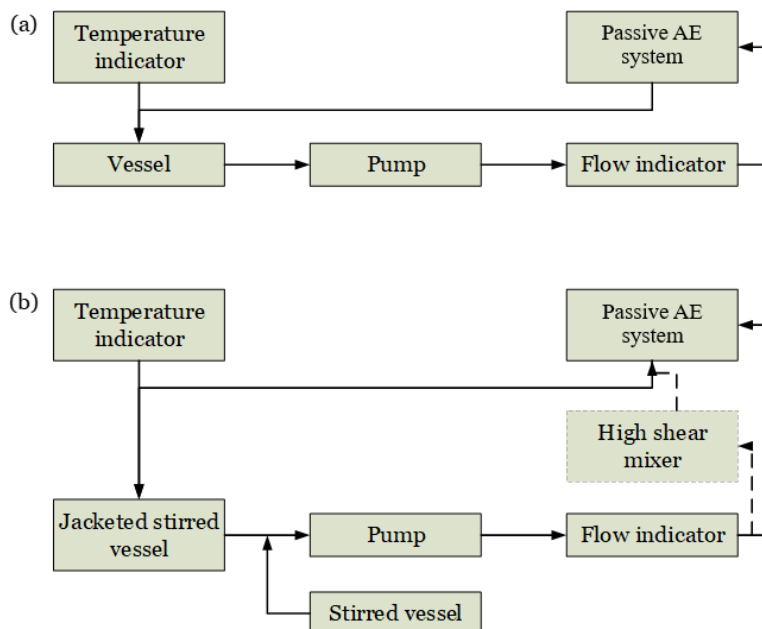 (a)
Temperature
indicator
Passive AE
system
Vessel
Pump
Flow indicator
(b)
Temperature
indicator
Passive AE
system
High shear
mixer
Jacketed stirred
vessel
Pump
Flow indicator
Stirred vessel